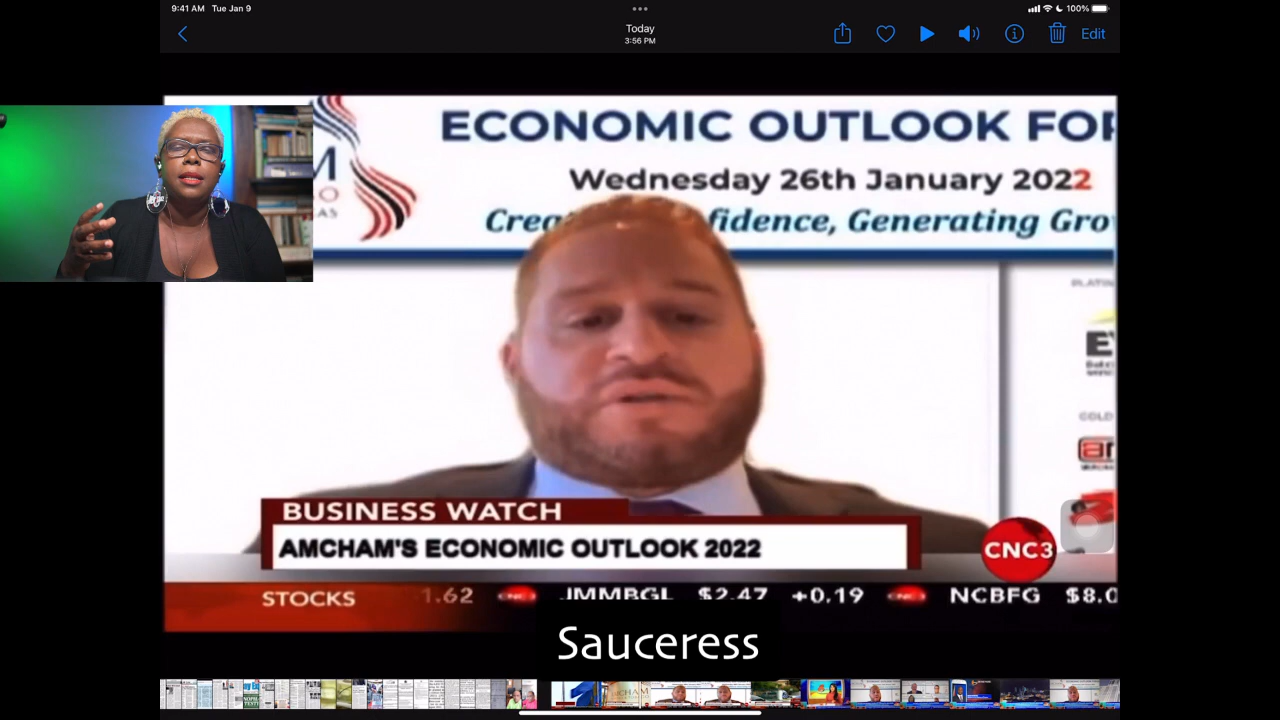 9:41 AM Tue Jan 9
100%
Today
3:56 PM
Edit
ECONOMIC OUTLOOK FOR
Wednesday 26th January 2022
Generating
BUSINESS WATCH
AMCHAM'S ECONOMIC OUTLOOK 2022
CNC3
STOCKS 1.62 JMMBGL $2.47 +0.19 NCBFG $8.0
Sauceress